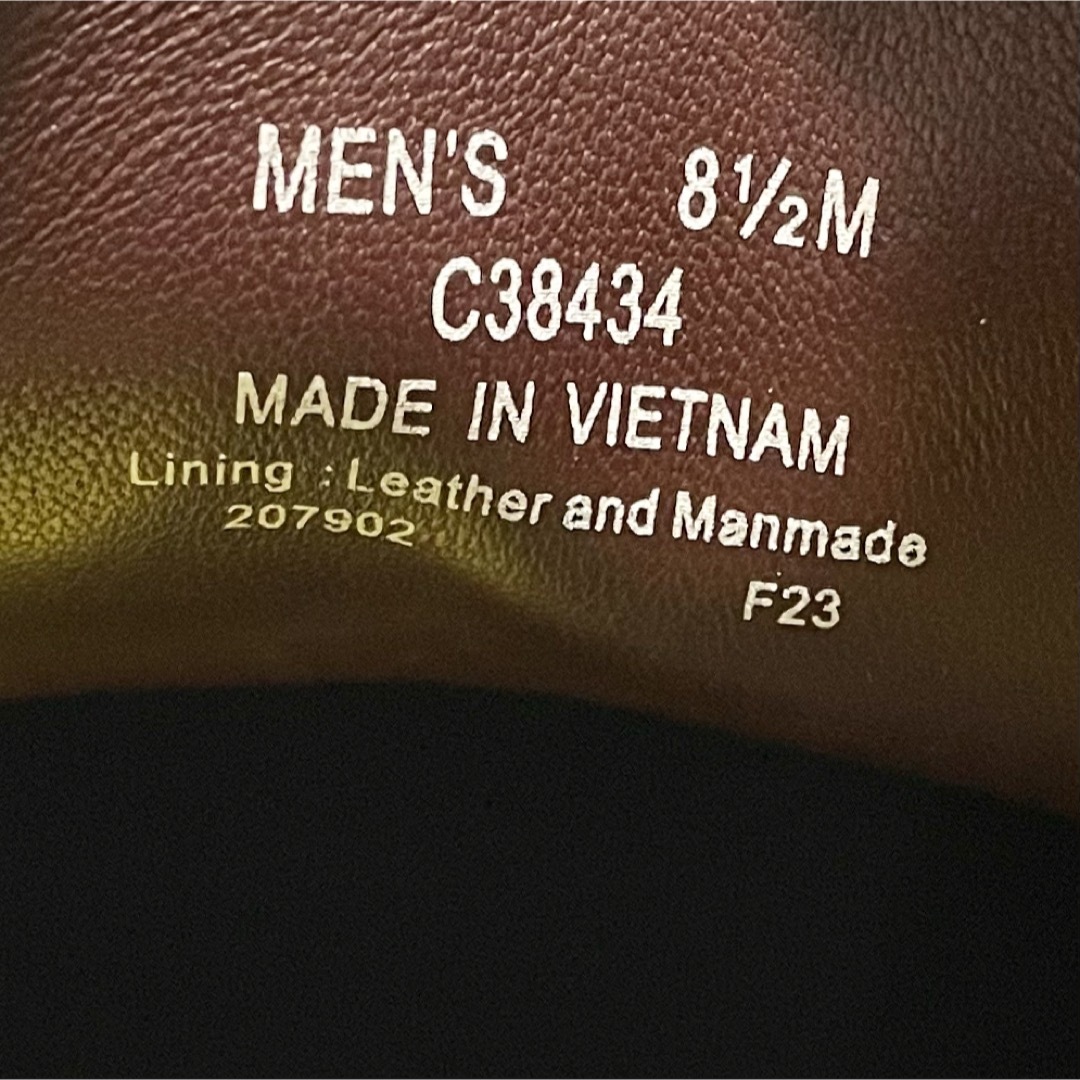 MEN'S 8½M
C38434
MADE IN VIETNAM
Lining : Leather and Manmade
207902
F23